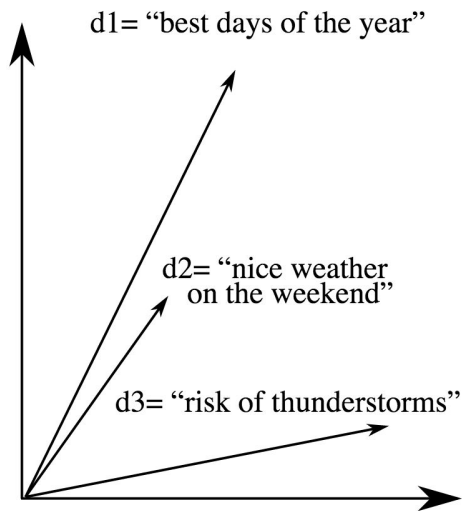 d1= “best days of the year”
d2= “nice weather
on the weekend”
d3= “risk of thunderstorms”